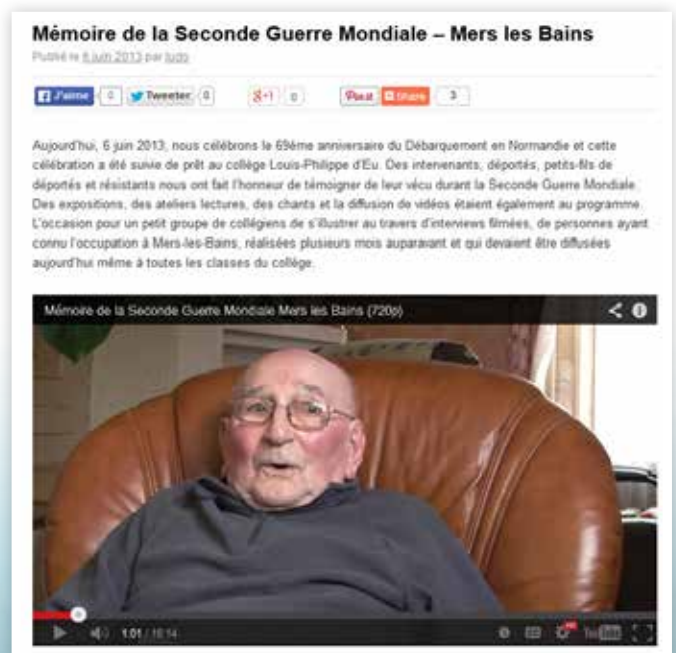 Mémoire de la Seconde Guerre Mondiale – Mers les Bains
Publié le 6 juin 2013 par ludo
J'aime 0 Tweeter 0 g+1 0 Pin it Share 3
Aujourd'hui, 6 juin 2013, nous célébrons le 69éme anniversaire du Débarquement en Normandie et cette
célébration a été suivie de prêt au collège Louis-Philippe d'Eu. Des intervenants, déportés, petits-fils de
déportés et résistants nous ont fait l'honneur de témoigner de leur vécu durant la Seconde Guerre Mondiale.
Des expositions, des ateliers lectures, des chants et la diffusion de vidéos étaient également au programme.
L'occasion pour un petit groupe de collégiens de s'illustrer au travers d'interviews filmées, de personnes ayant
connu l'occupation à Mers-les-Bains, réalisées plusieurs mois auparavant et qui devaient être diffusées
aujourd'hui même à toutes les classes du collège.
Mémoire de la Seconde Guerre Mondiale Mers les Bains (720p)
1:01 / 16:14 YouTube